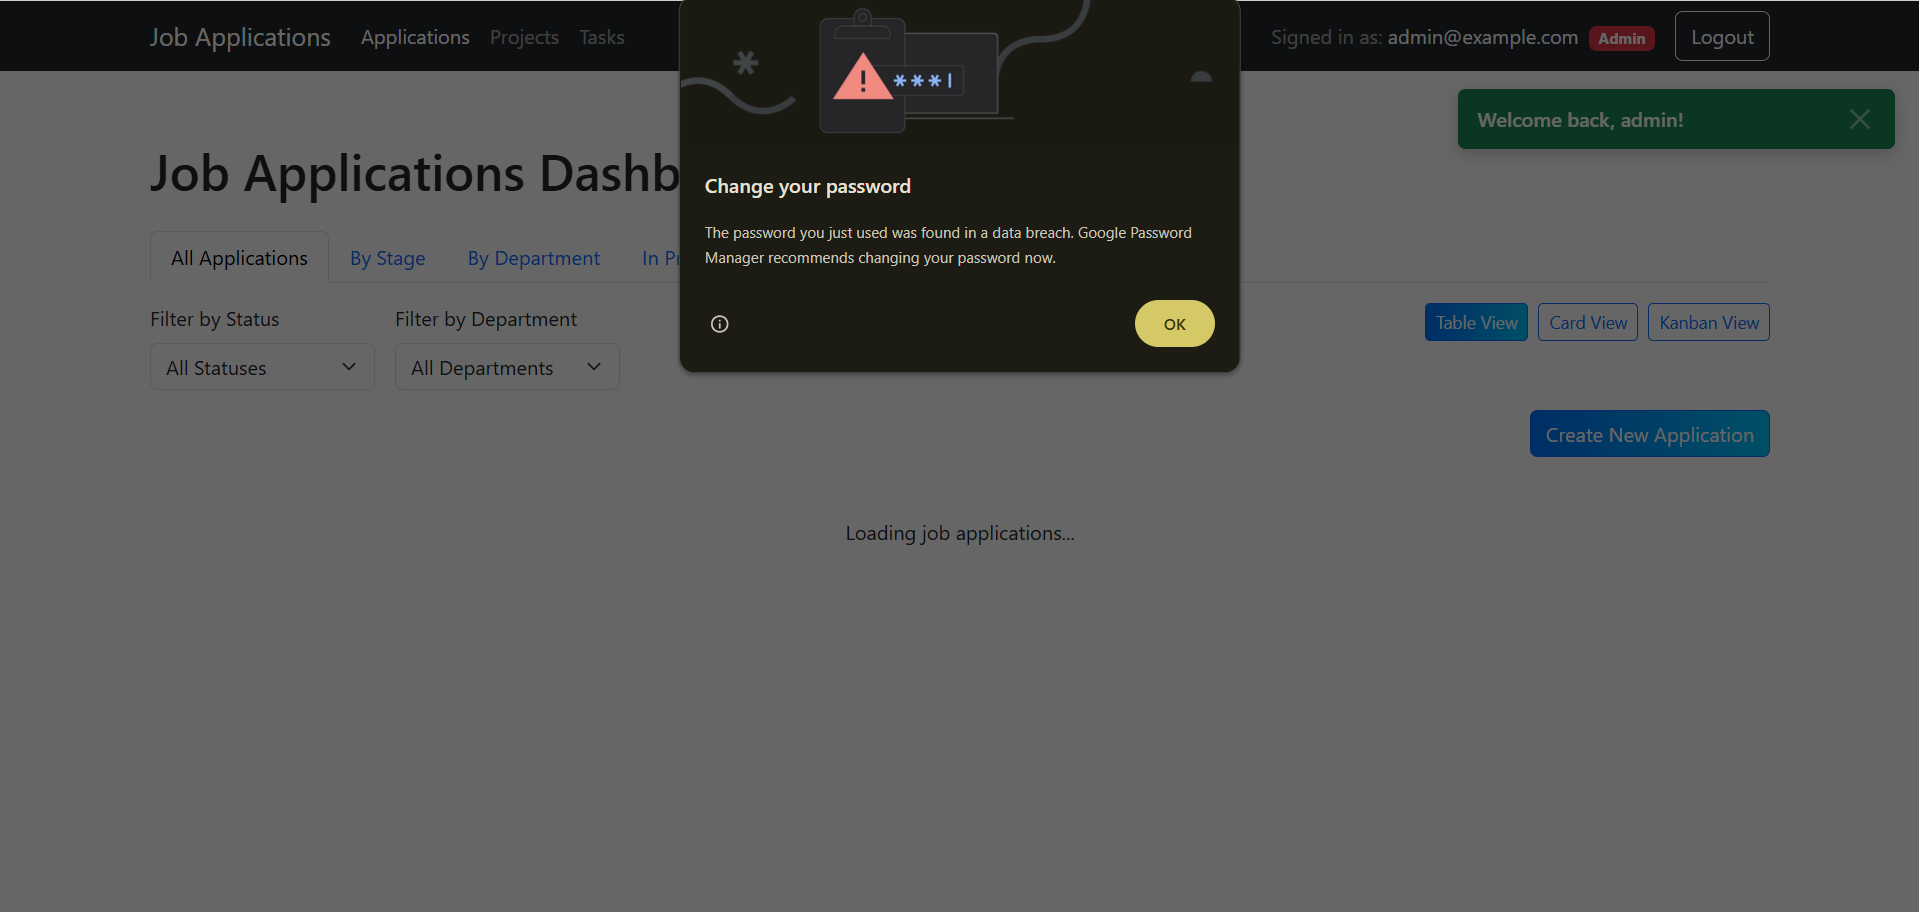 Job Applications Applications Projects Tasks
Signed in as: admin@example.com Admin Logout
***|
Welcome back, admin!
Job Applications Dashb
Change your password
The password you just used was found in a data breach. Google Password
Manager recommends changing your password now.
OK
All Applications By Stage By Department In P
Filter by Status Filter by Department
All Statuses All Departments
Table View Card View Kanban View
Create New Application
Loading job applications...